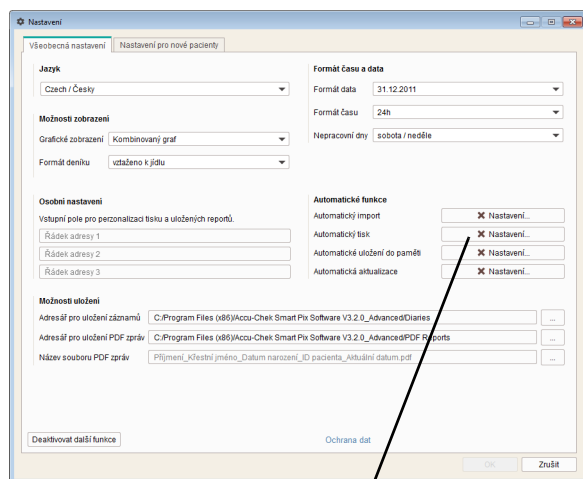 Nastavení
Všeobecná nastavení Nastavení pro nové pacienty
Jazyk
Czech / Česky
Možnosti zobrazení
Grafické zobrazení Kombinovaný graf
Formát deníku vztaženo k jídlu
Formát času a data
Formát data 31.12.2011
Formát času 24h
Nepracovní dny sobota / neděle
Osobní nastavení
Vstupní pole pro perzonalizaci tisku a uložených reportů.
Řádek adresy 1
Řádek adresy 2
Řádek adresy 3
Automatické funkce
Automatický import Nastavení...
Automatický tisk Nastavení...
Automatické uložení do paměti Nastavení...
Automatická aktualizace Nastavení...
Možnosti uložení
Adresář pro uložení záznamů C:/Program Files (x86)/Accu-Chek Smart Pix Software V3.2.0_Advanced/Diaries ...
Adresář pro uložení PDF zpráv C:/Program Files (x86)/Accu-Chek Smart Pix Software V3.2.0_Advanced/PDF Reports ...
Název souboru PDF zpráv Příjmení_Křestní jméno_Datum narození_ID pacienta_Aktuální datum.pdf ...
Deaktivovat další funkce Ochrana dat
OK Zrušit